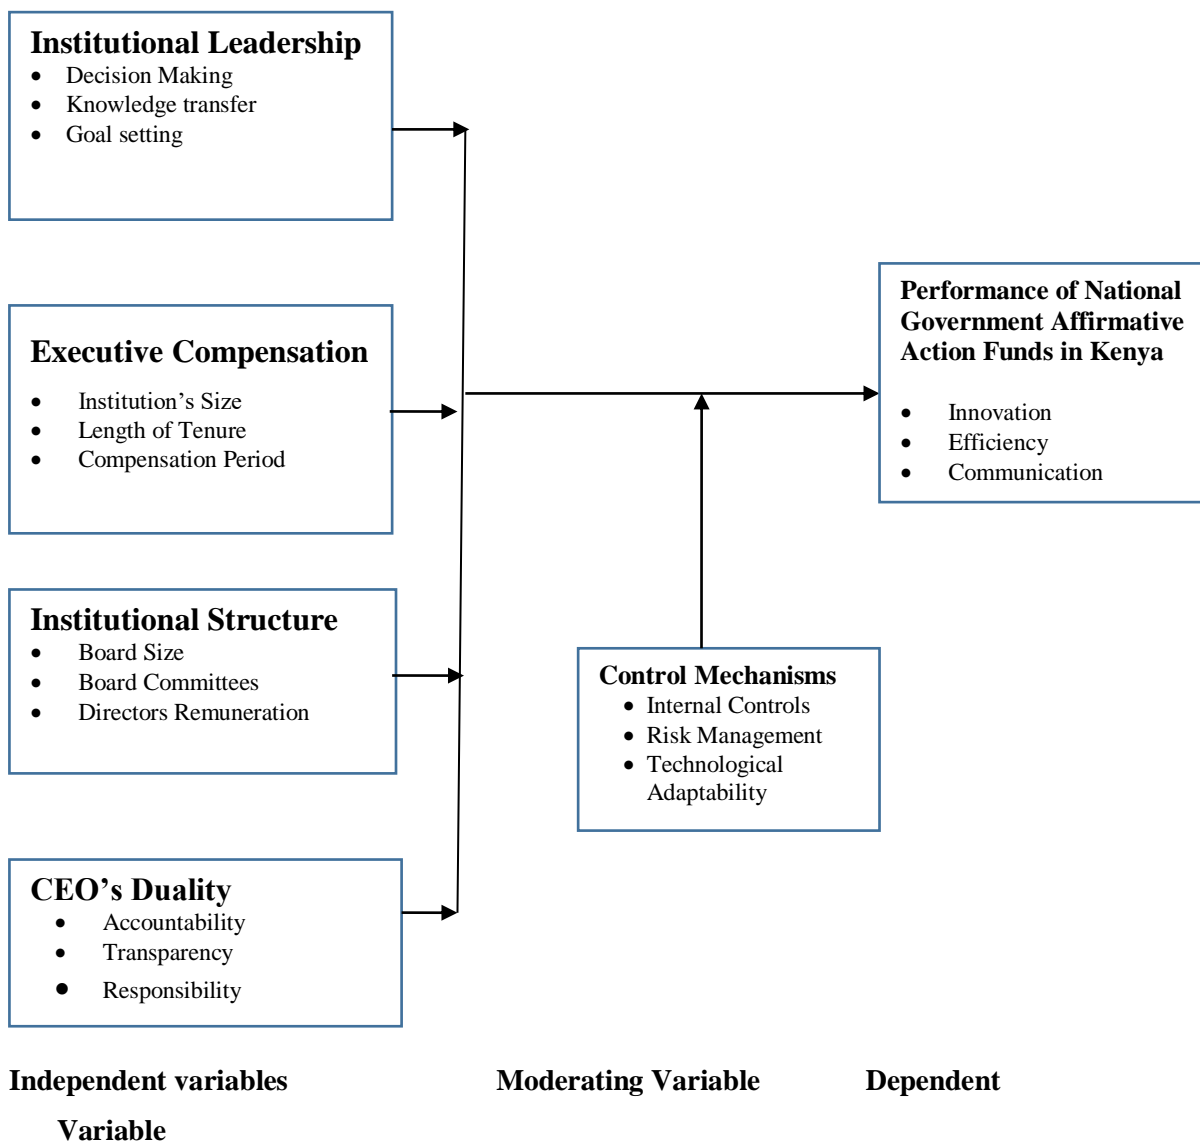 Institutional Leadership
• Decision Making
• Knowledge transfer
• Goal setting
Executive Compensation
• Institution’s Size
• Length of Tenure
• Compensation Period
Institutional Structure
• Board Size
• Board Committees
• Directors Remuneration
CEO’s Duality
• Accountability
• Transparency
• Responsibility
Control Mechanisms
• Internal Controls
• Risk Management
• Technological
Adaptability
Performance of National
Government Affirmative
Action Funds in Kenya
• Innovation
• Efficiency
• Communication
Independent variables Moderating Variable Dependent
Variable